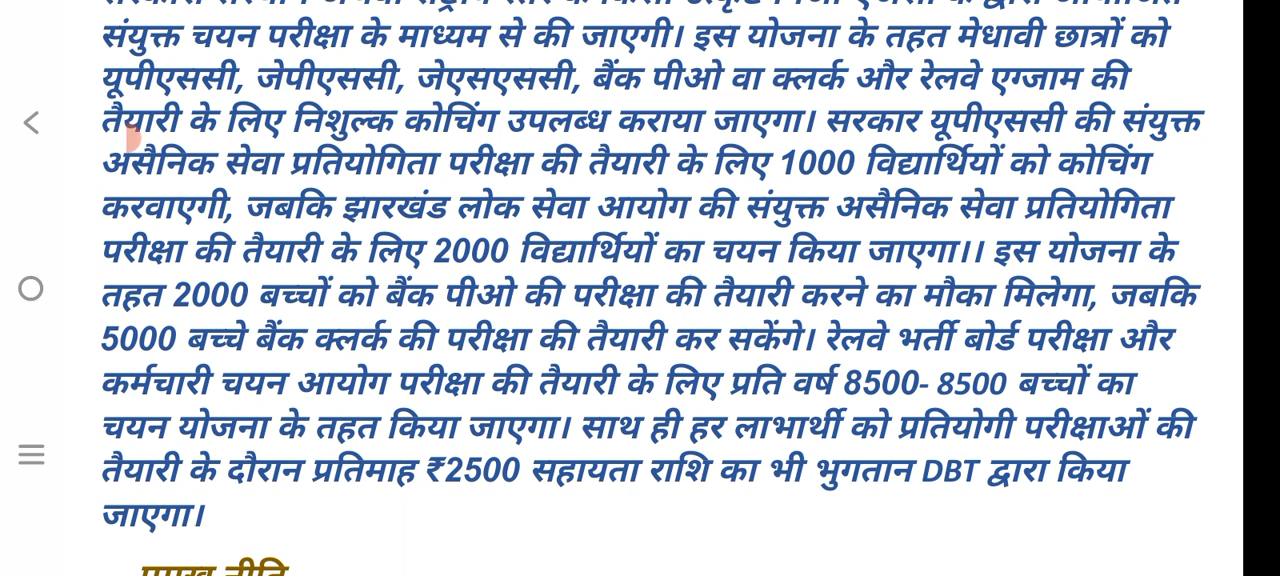 संयुक्त चयन परीक्षा के माध्यम से की जाएगी। इस योजना के तहत मेधावी छात्रों को
यूपीएससी, जेपीएससी, जेएसएससी, बैंक पीओ वा क्लर्क और रेलवे एग्जाम की
तैयारी के लिए निशुल्क कोचिंग उपलब्ध कराया जाएगा। सरकार यूपीएससी की संयुक्त
असैनिक सेवा प्रतियोगिता परीक्षा की तैयारी के लिए 1000 विद्यार्थियों को कोचिंग
करवाएगी, जबकि झारखंड लोक सेवा आयोग की संयुक्त असैनिक सेवा प्रतियोगिता
परीक्षा की तैयारी के लिए 2000 विद्यार्थियों का चयन किया जाएगा।। इस योजना के
तहत 2000 बच्चों को बैंक पीओ की परीक्षा की तैयारी करने का मौका मिलेगा, जबकि
5000 बच्चे बैंक क्लर्क की परीक्षा की तैयारी कर सकेंगे। रेलवे भर्ती बोर्ड परीक्षा और
कर्मचारी चयन आयोग परीक्षा की तैयारी के लिए प्रति वर्ष 8500- 8500 बच्चों का
चयन योजना के तहत किया जाएगा। साथ ही हर लाभार्थी को प्रतियोगी परीक्षाओं की
तैयारी के दौरान प्रतिमाह ₹2500 सहायता राशि का भी भुगतान DBT द्वारा किया
जाएगा।